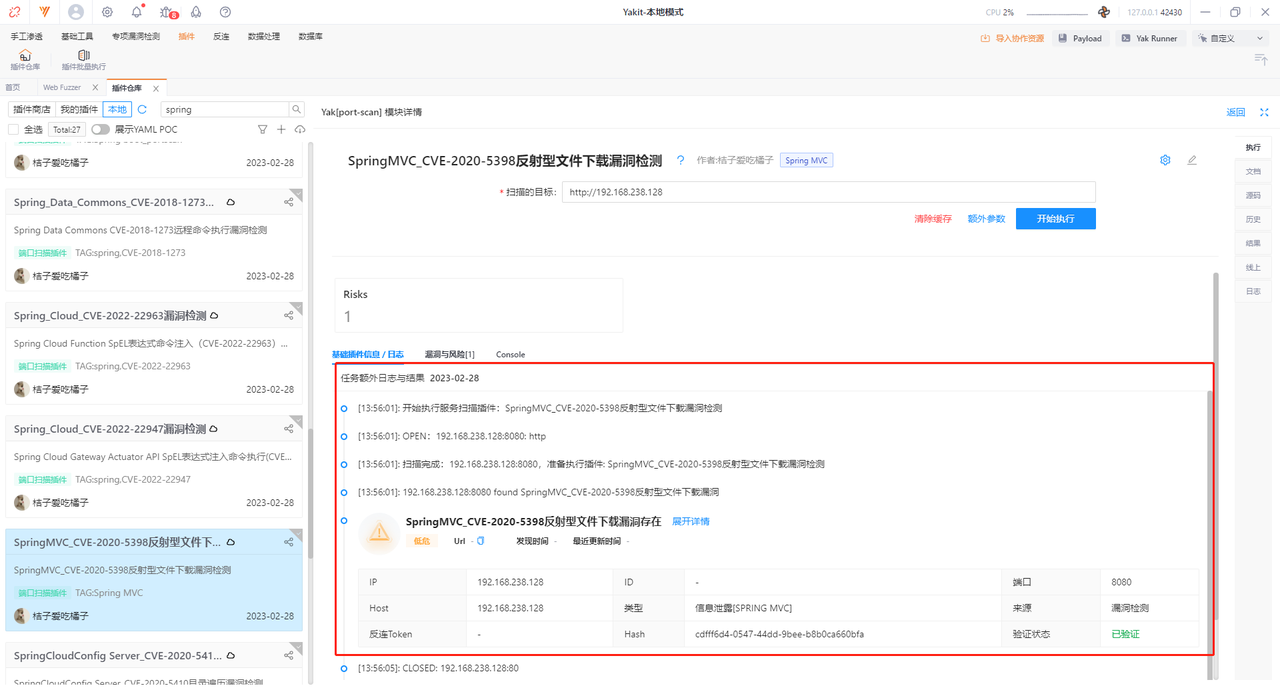 8
Yakit-本地模式
CPU 2%
127.0.0.1:42430
手工渗透 基础工具 专项漏洞检测 插件 反连 数据处理 数据库
导入协作资源 Payload Yak Runner 自定义
插件仓库 插件批量执行
首页 Web Fuzzer 插件仓库
插件商店 我的插件 本地 spring
全选 Total:27 展示YAML POC
桔子爱吃橘子 2023-02-28
Spring_Data_Commons_CVE-2018-1273...
Spring Data Commons CVE-2018-1273远程命令执行漏洞检测
端口扫描插件 TAG:spring,CVE-2018-1273
桔子爱吃橘子 2023-02-28
Spring_Cloud_CVE-2022-22963漏洞检测
Spring Cloud Function SpEL表达式命令注入（CVE-2022-22963）...
端口扫描插件 TAG:spring,CVE-2022-22963
桔子爱吃橘子 2023-02-28
Spring_Cloud_CVE-2022-22947漏洞检测
Spring Cloud Gateway Actuator API SpEL表达式注入命令执行(CVE...
端口扫描插件 TAG:spring,CVE-2022-22947
桔子爱吃橘子 2023-02-28
SpringMVC_CVE-2020-5398反射型文件下...
SpringMVC_CVE-2020-5398反射型文件下载漏洞检测
端口扫描插件 TAG:Spring MVC
桔子爱吃橘子 2023-02-28
SpringCloudConfig Server_CVE-2020-541...
SpringCloudConfig Server_CVE-2020-5410目录遍历漏洞检测
Yak[port-scan] 模块详情
返回
SpringMVC_CVE-2020-5398反射型文件下载漏洞检测 ? 作者:桔子爱吃橘子 Spring MVC
* 扫描的目标: http://192.168.238.128
清除缓存 额外参数 开始执行
Risks
1
基础插件信息 / 日志 漏洞与风险[1] Console
任务额外日志与结果 2023-02-28
[13:56:01]: 开始执行服务扫描插件：SpringMVC_CVE-2020-5398反射型文件下载漏洞检测
[13:56:01]: OPEN：192.168.238.128:8080: http
[13:56:01]: 扫描完成：192.168.238.128:8080，准备执行插件: SpringMVC_CVE-2020-5398反射型文件下载漏洞检测
[13:56:01]: 192.168.238.128:8080 found SpringMVC_CVE-2020-5398反射型文件下载漏洞
SpringMVC_CVE-2020-5398反射型文件下载漏洞存在 展开详情
低危 Url - 发现时间 - 最近更新时间 -
IP 192.168.238.128 ID - 端口 8080
Host 192.168.238.128 类型 信息泄露[SPRING MVC] 来源 漏洞检测
反连Token - Hash cdfff6d4-0547-44dd-9bee-b8b0ca660bfa 验证状态 已验证
[13:56:05]: CLOSED: 192.168.238.128:80
执行
文档
源码
历史
结果
线上
日志